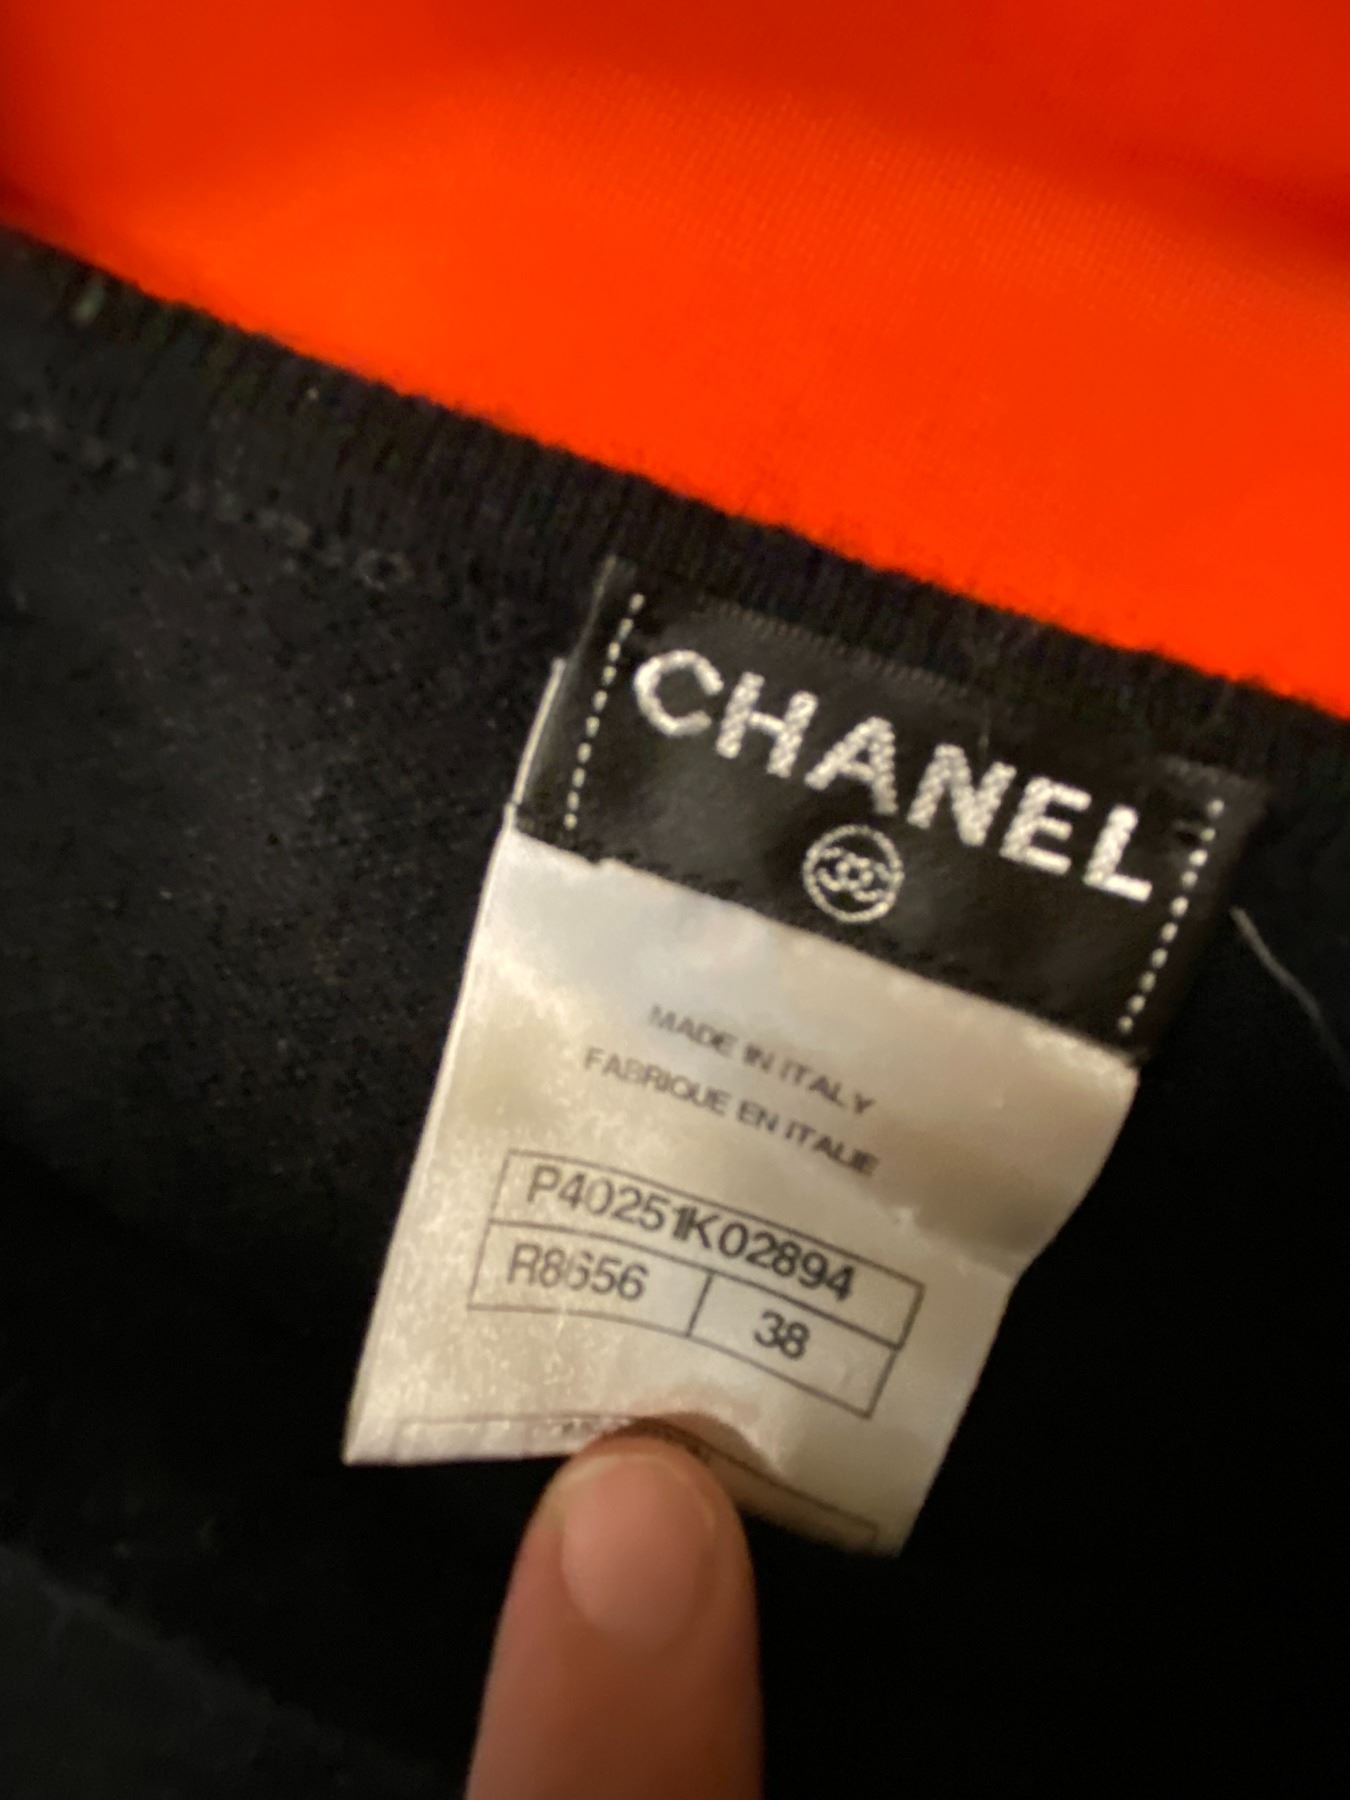 CHANEL
MADE IN ITALY
FABRIQUE EN ITALIE
P40251K02894
R8656
38